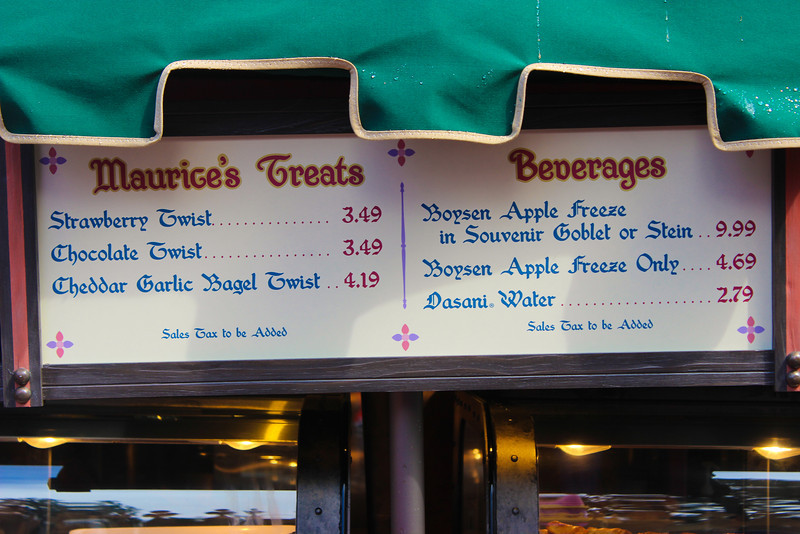 Maurice's Treats
Strawberry Twist.............. 3.49
Chocolate Twist............... 3.49
Cheddar Garlic Bagel Twist .. 4.19
Sales Tax to be Added
Beverages
Boysen Apple Freeze
in Souvenir Goblet or Stein .. 9.99
Boysen Apple Freeze Only.... 4.69
Dasani® Water ...................... 2.79
Sales Tax to be Added